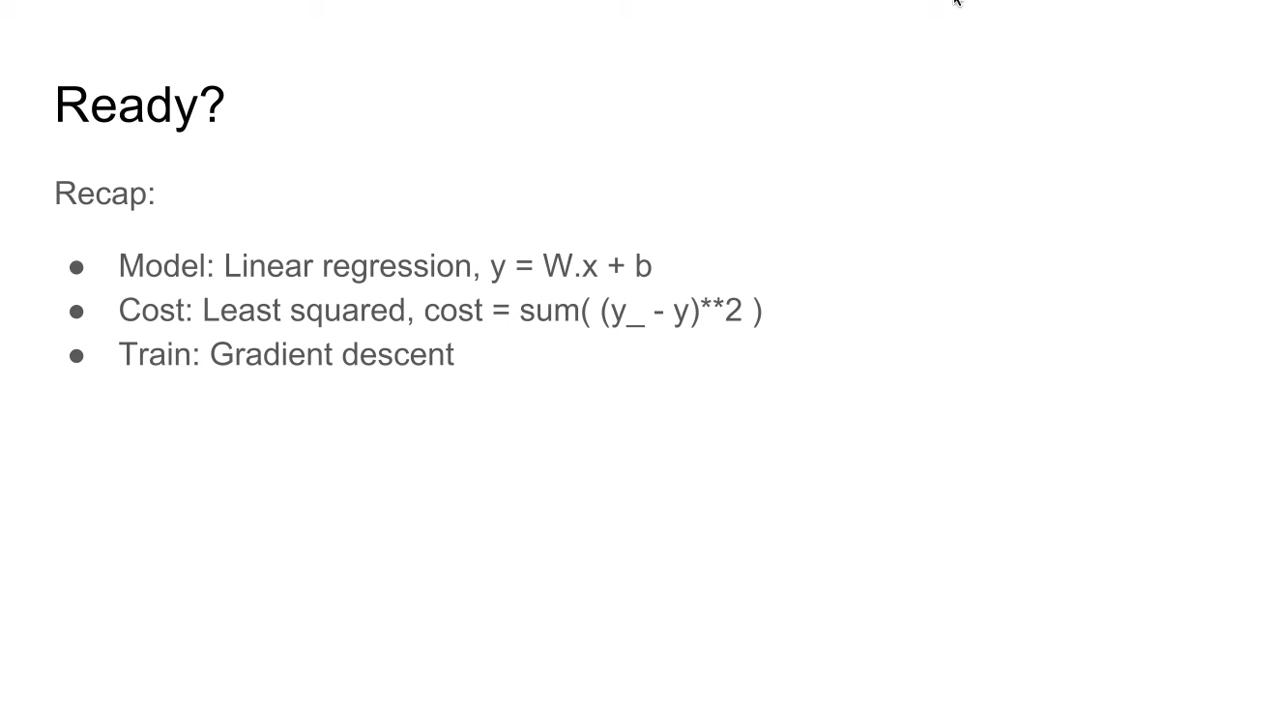 Ready?
Recap:
● Model: Linear regression, y = W.x + b
● Cost: Least squared, cost = sum( (y_ - y)**2 )
● Train: Gradient descent